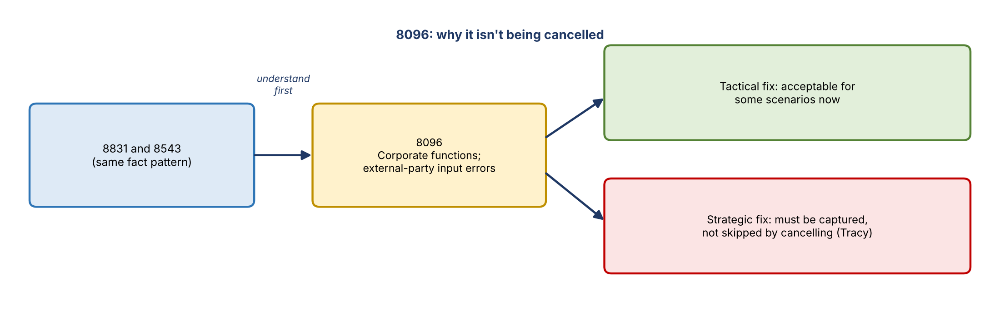 8096: why it isn't being cancelled
understand
first
8831 and 8543
(same fact pattern)
8096
Corporate functions;
external-party input errors
Tactical fix: acceptable for
some scenarios now
Strategic fix: must be captured,
not skipped by cancelling (Tracy)